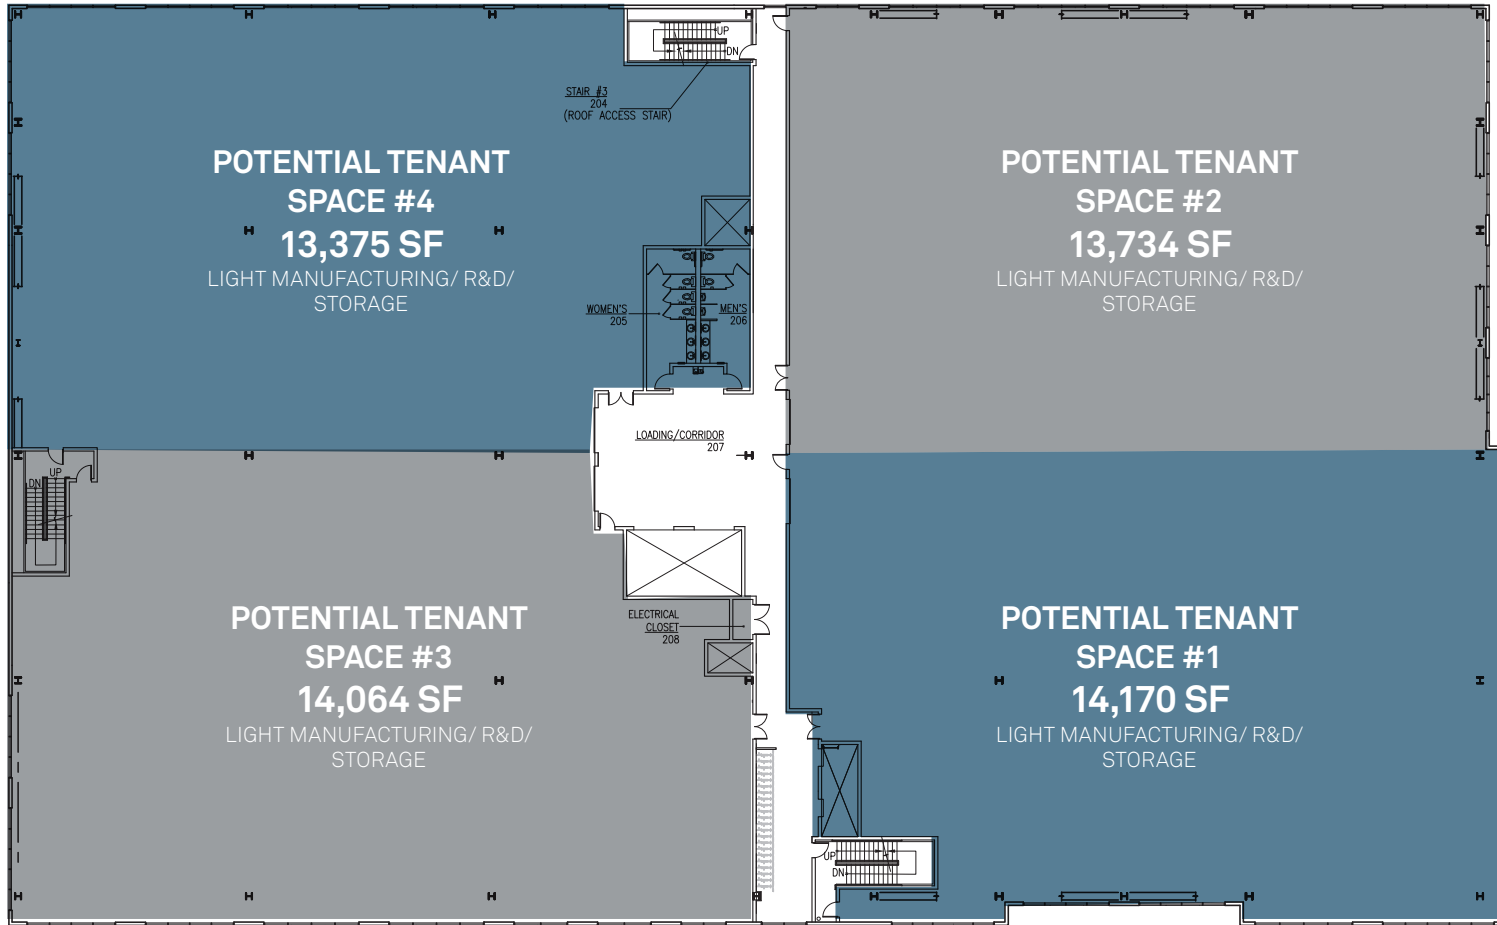 UP
DN
STAIR #3
204
(ROOF ACCESS STAIR)
POTENTIAL TENANT
SPACE #4
13,375 SF
LIGHT MANUFACTURING/ R&D/
STORAGE
POTENTIAL TENANT
SPACE #2
13,734 SF
LIGHT MANUFACTURING/ R&D/
STORAGE
WOMEN'S
205
MEN'S
206
LOADING/CORRIDOR
207
UP
DN
POTENTIAL TENANT
SPACE #3
14,064 SF
LIGHT MANUFACTURING/ R&D/
STORAGE
ELECTRICAL
CLOSET
208
POTENTIAL TENANT
SPACE #1
14,170 SF
LIGHT MANUFACTURING/ R&D/
STORAGE
UP
DN